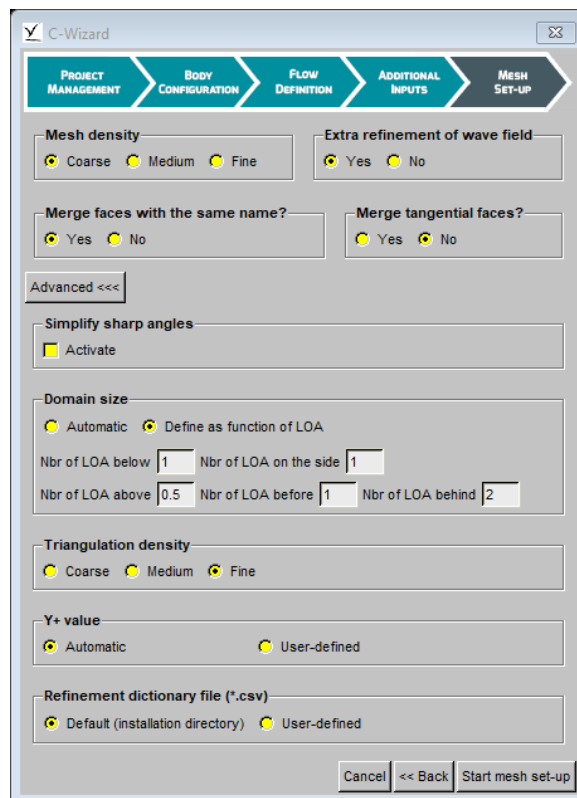 C-Wizard
PROJECT MANAGEMENT
BODY CONFIGURATION
FLOW DEFINITION
ADDITIONAL INPUTS
MESH SET-UP
Mesh density
Coarse Medium Fine
Extra refinement of wave field
Yes No
Merge faces with the same name?
Yes No
Merge tangential faces?
Yes No
Advanced <<<
Simplify sharp angles
Activate
Domain size
Automatic Define as function of LOA
Nbr of LOA below 1 Nbr of LOA on the side 1
Nbr of LOA above 0.5 Nbr of LOA before 1 Nbr of LOA behind 2
Triangulation density
Coarse Medium Fine
Y+ value
Automatic User-defined
Refinement dictionary file (*.csv)
Default (installation directory) User-defined
Cancel << Back Start mesh set-up